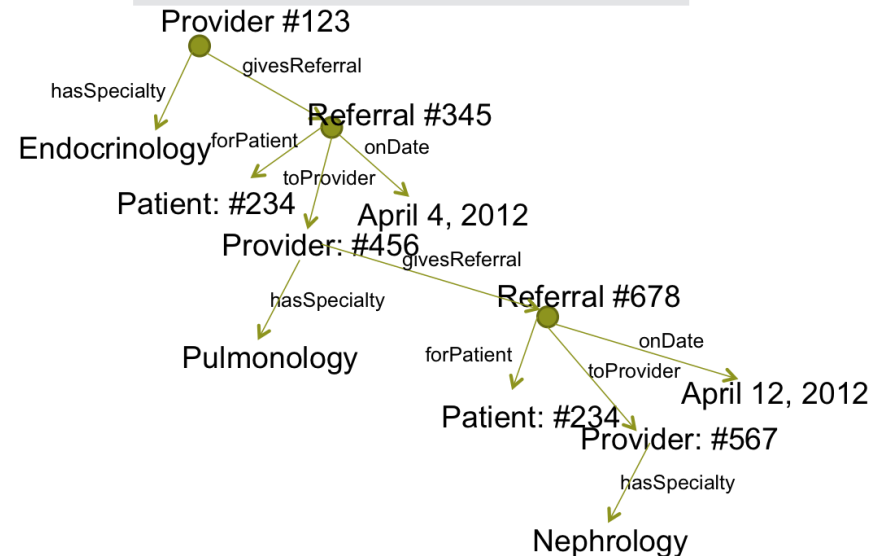 Provider #123
givesReferral
hasSpecialty
Referral #345
Endocrinology
forPatient
onDate
toProvider
Patient: #234
April 4, 2012
Provider: #456
givesReferral
hasSpecialty
Referral #678
Pulmonology
forPatient
onDate
toProvider
April 12, 2012
Patient: #234
Provider: #567
hasSpecialty
Nephrology